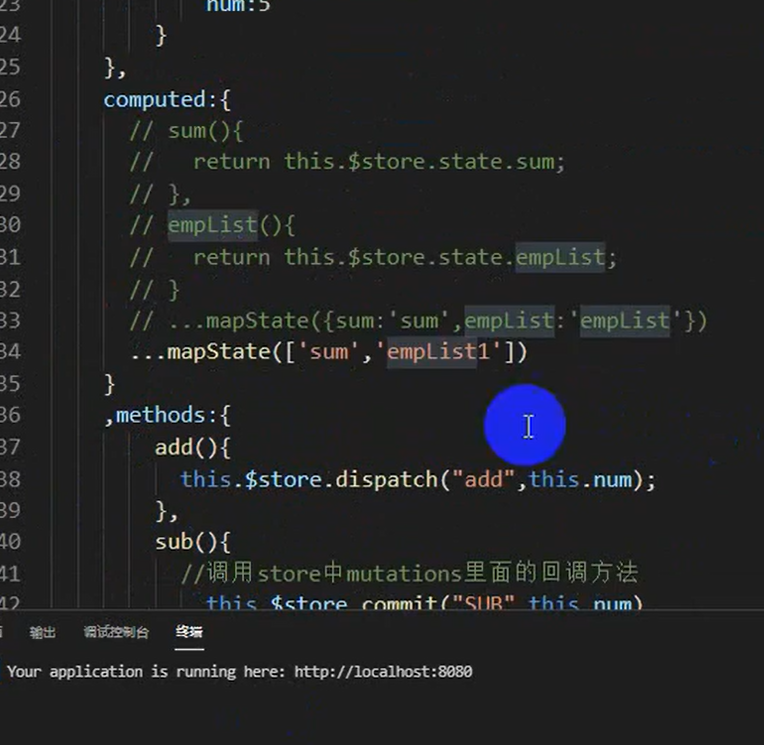 23 num:5
24 }
25 },
26 computed:{
27 // sum(){
28 // return this.$store.state.sum;
29 // },
30 // empList(){
31 // return this.$store.state.empList;
32 // }
33 // ...mapState({sum:'sum',empList:'empList'})
34 ...mapState(['sum','empList1'])
35 }
36 ,methods:{
37 add(){
38 this.$store.dispatch("add",this.num);
39 },
40 sub(){
41 //调用store中mutations里面的回调方法
42 this.$store.commit("SUB",this.num)
输出 调试控制台 终端
Your application is running here: http://localhost:8080